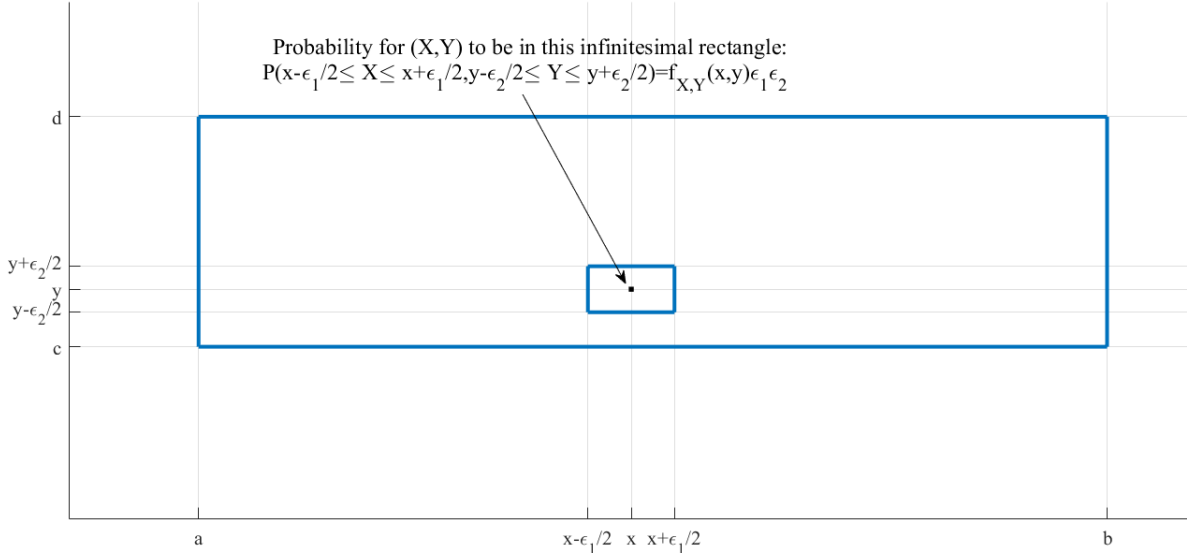 Probability for (X,Y) to be in this infinitesimal rectangle:
P(x-ϵ₁/2≤ X≤ x+ϵ₁/2,y-ϵ₂/2≤ Y≤ y+ϵ₂/2)=f_{X,Y}(x,y)ϵ₁ϵ₂
d
y+ϵ₂/2
y
y-ϵ₂/2
c
a x-ϵ₁/2 x x+ϵ₁/2 b